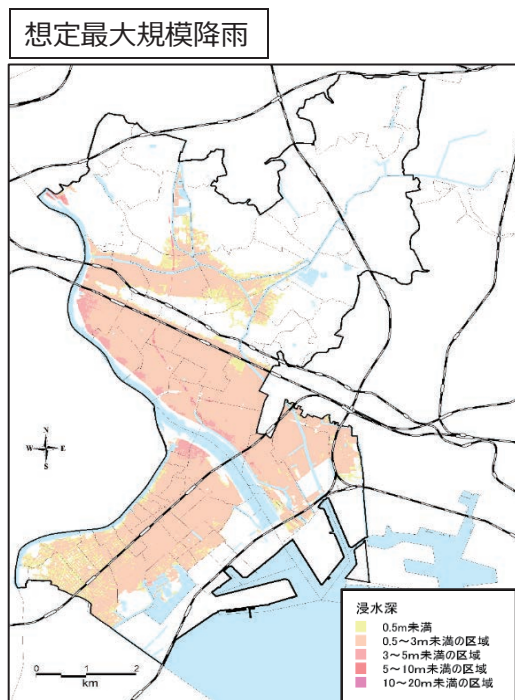 想定最大規模降雨
N
W E
S
0 1 2
km
浸水深
0.5m未満
0.5～3m未満の区域
3～5m未満の区域
5～10m未満の区域
10～20m未満の区域